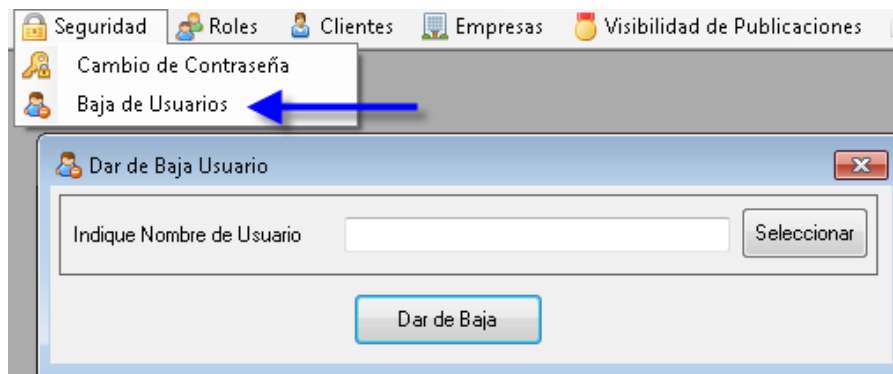 Seguridad Roles Clientes Empresas Visibilidad de Publicaciones
Cambio de Contraseña
Baja de Usuarios
Dar de Baja Usuario
Indique Nombre de Usuario Seleccionar
Dar de Baja